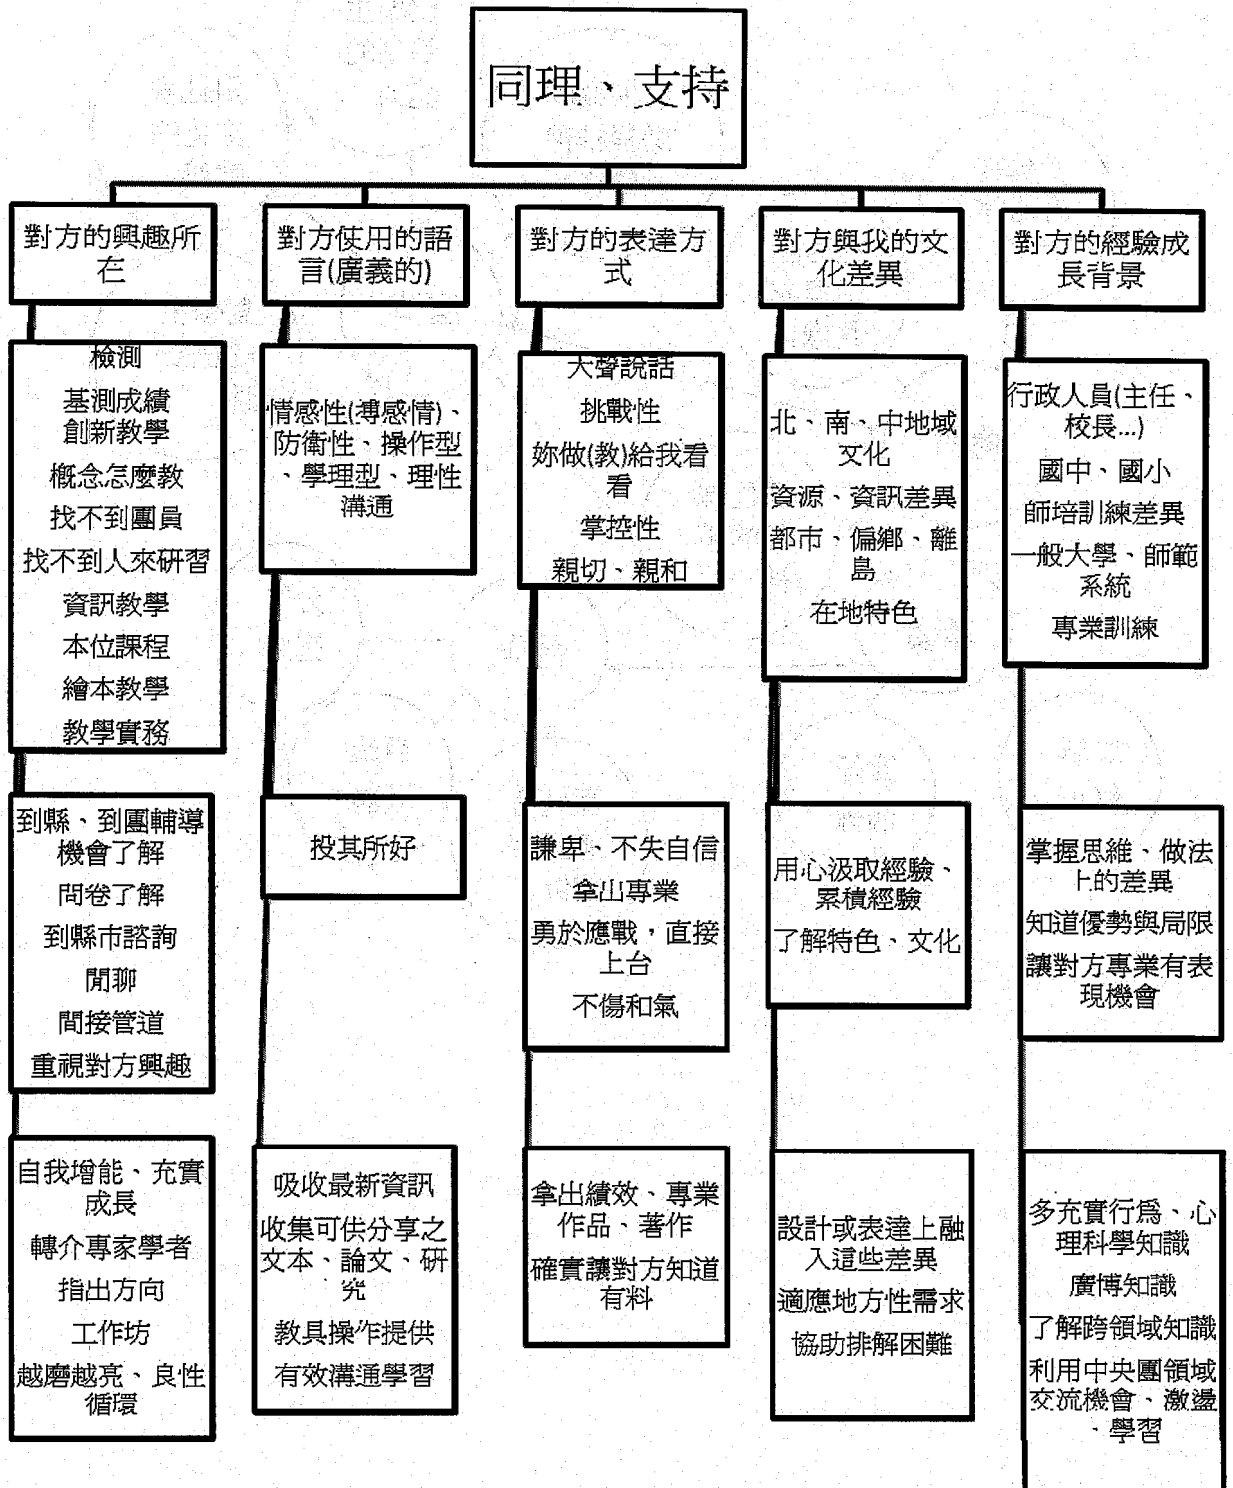 同理、支持
對方的興趣所
在
檢測
基測成績
創新教學
概念怎麼教
找不到團員
找不到人來研習
資訊教學
本位課程
繪本教學
教學實務
到縣、到團輔導
機會了解
問卷了解
到縣市諮詢
閒聊
間接管道
重視對方興趣
自我增能、充實
成長
轉介專家學者
指出方向
工作坊
越磨越亮、良性
循環
對方使用的語
言(廣義的)
情感性(搏感情)、
防衛性、操作型
、學理型、理性
溝通
投其所好
吸收最新資訊
收集可供分享之
文本、論文、研
究
教具操作提供
有效溝通學習
對方的表達方
式
大聲說話
挑戰性
妳做(教)給我看
看
掌控性
親切、親和
謙卑、不失自信
拿出專業
勇於應戰，直接
上台
不傷和氣
拿出績效、專業
作品、著作
確實讓對方知道
有料
對方與我的文
化差異
北、南、中地域
文化
資源、資訊差異
都市、偏鄉、離
島
在地特色
用心汲取經驗、
累積經驗
了解特色、文化
設計或表達上融
入這些差異
適應地方性需求
協助排解困難
對方的經驗成
長背景
行政人員(主任、
校長...)
國中、國小
師培訓練差異
一般大學、師範
系統
專業訓練
掌握思維、做法
上的差異
知道優勢與局限
讓對方專業有表
現機會
多充實行為、心
理科學知識
廣博知識
了解跨領域知識
利用中央團領域
交流機會、激盪
、學習